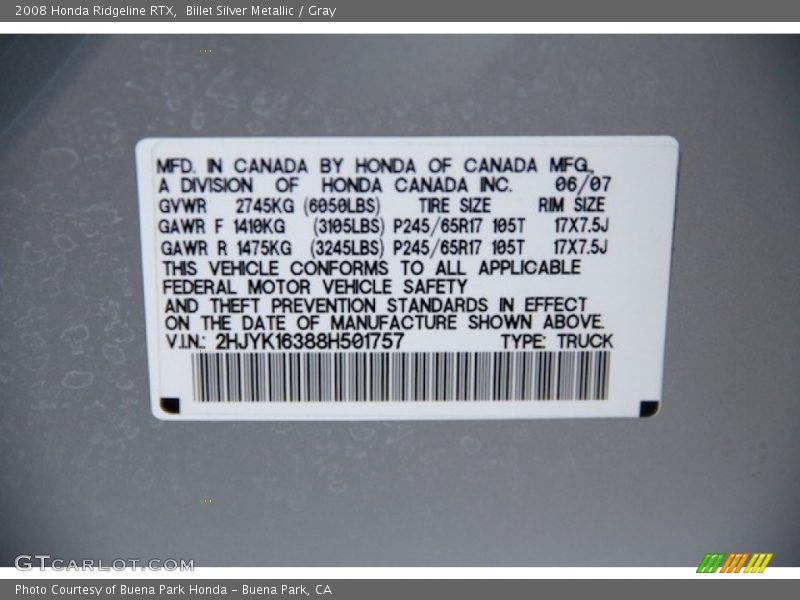 2008 Honda Ridgeline RTX, Billet Silver Metallic / Gray
MFD. IN CANADA BY HONDA OF CANADA MFG.,
A DIVISION OF HONDA CANADA INC. 06/07
GVWR 2745KG (6050LBS) TIRE SIZE RIM SIZE
GAWR F 1410KG (3105LBS) P245/65R17 105T 17X7.5J
GAWR R 1475KG (3245LBS) P245/65R17 105T 17X7.5J
THIS VEHICLE CONFORMS TO ALL APPLICABLE
FEDERAL MOTOR VEHICLE SAFETY
AND THEFT PREVENTION STANDARDS IN EFFECT
ON THE DATE OF MANUFACTURE SHOWN ABOVE.
V.I.N.: 2HJYK16388H501757 TYPE: TRUCK
GTCARLOT.COM
Photo Courtesy of Buena Park Honda - Buena Park, CA